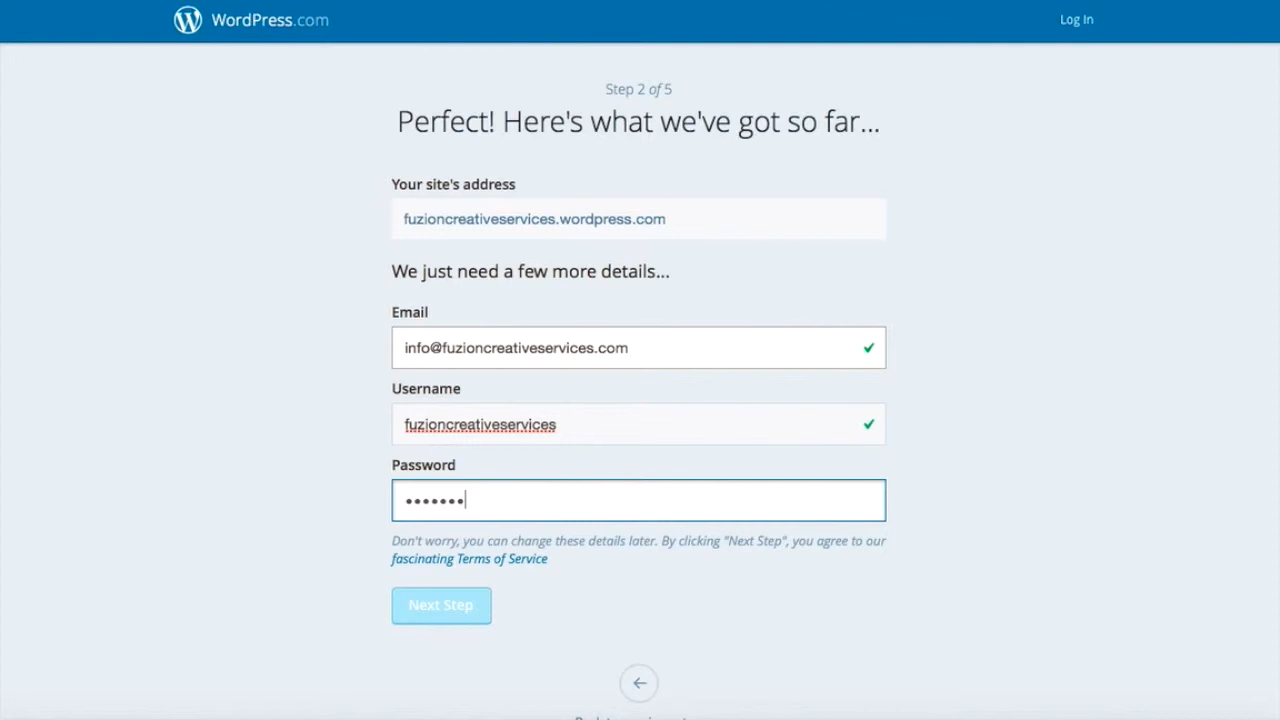 WordPress.com
Log In
Step 2 of 5
Perfect! Here's what we've got so far...
Your site's address
fuzioncreativeservices.wordpress.com
We just need a few more details...
Email
info@fuzioncreativeservices.com
Username
fuzioncreativeservices
Password
•••••••
Don't worry, you can change these details later. By clicking "Next Step", you agree to our
fascinating Terms of Service
Next Step